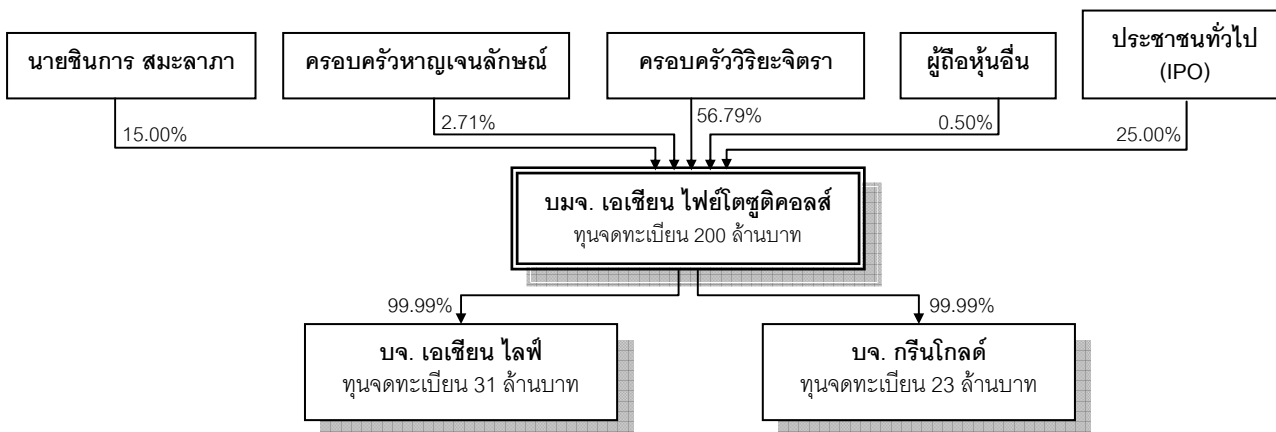 นายชินการ สมะลาภา
ครอบครัวหาญเจนลักษณ์
ครอบครัววิริยะจิตรา
ผู้ถือหุ้นอื่น
ประชาชนทั่วไป
(IPO)
15.00%
2.71%
56.79%
0.50%
25.00%
บมจ. เอเชียน ไฟย์โตซูติคอลส์
ทุนจดทะเบียน 200 ล้านบาท
99.99%
99.99%
บจ. เอเชียน ไลฟ์
ทุนจดทะเบียน 31 ล้านบาท
บจ. กรีนโกลด์
ทุนจดทะเบียน 23 ล้านบาท